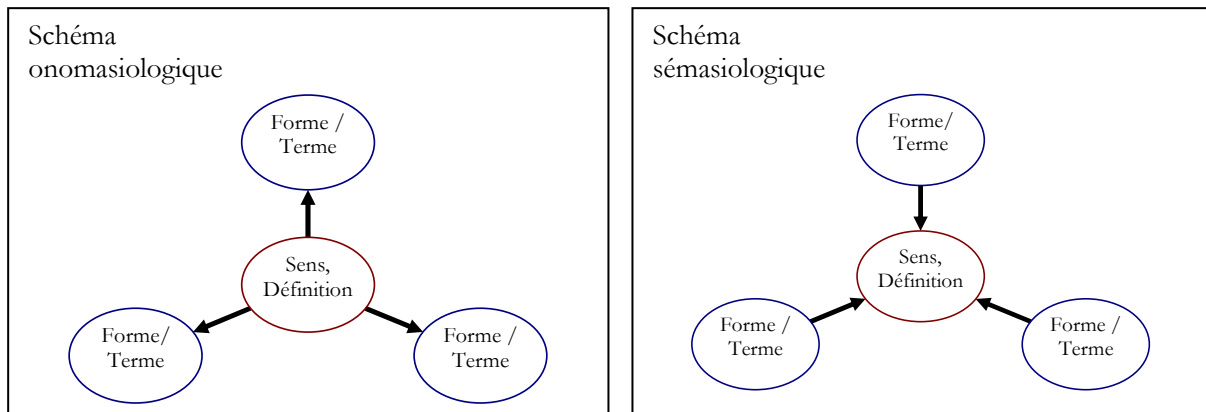 Schéma
onomasiologique
Forme /
Terme
Sens,
Définition
Forme/
Terme
Forme /
Terme
Schéma
sémasiologique
Forme/
Terme
Sens,
Définition
Forme /
Terme
Forme /
Terme